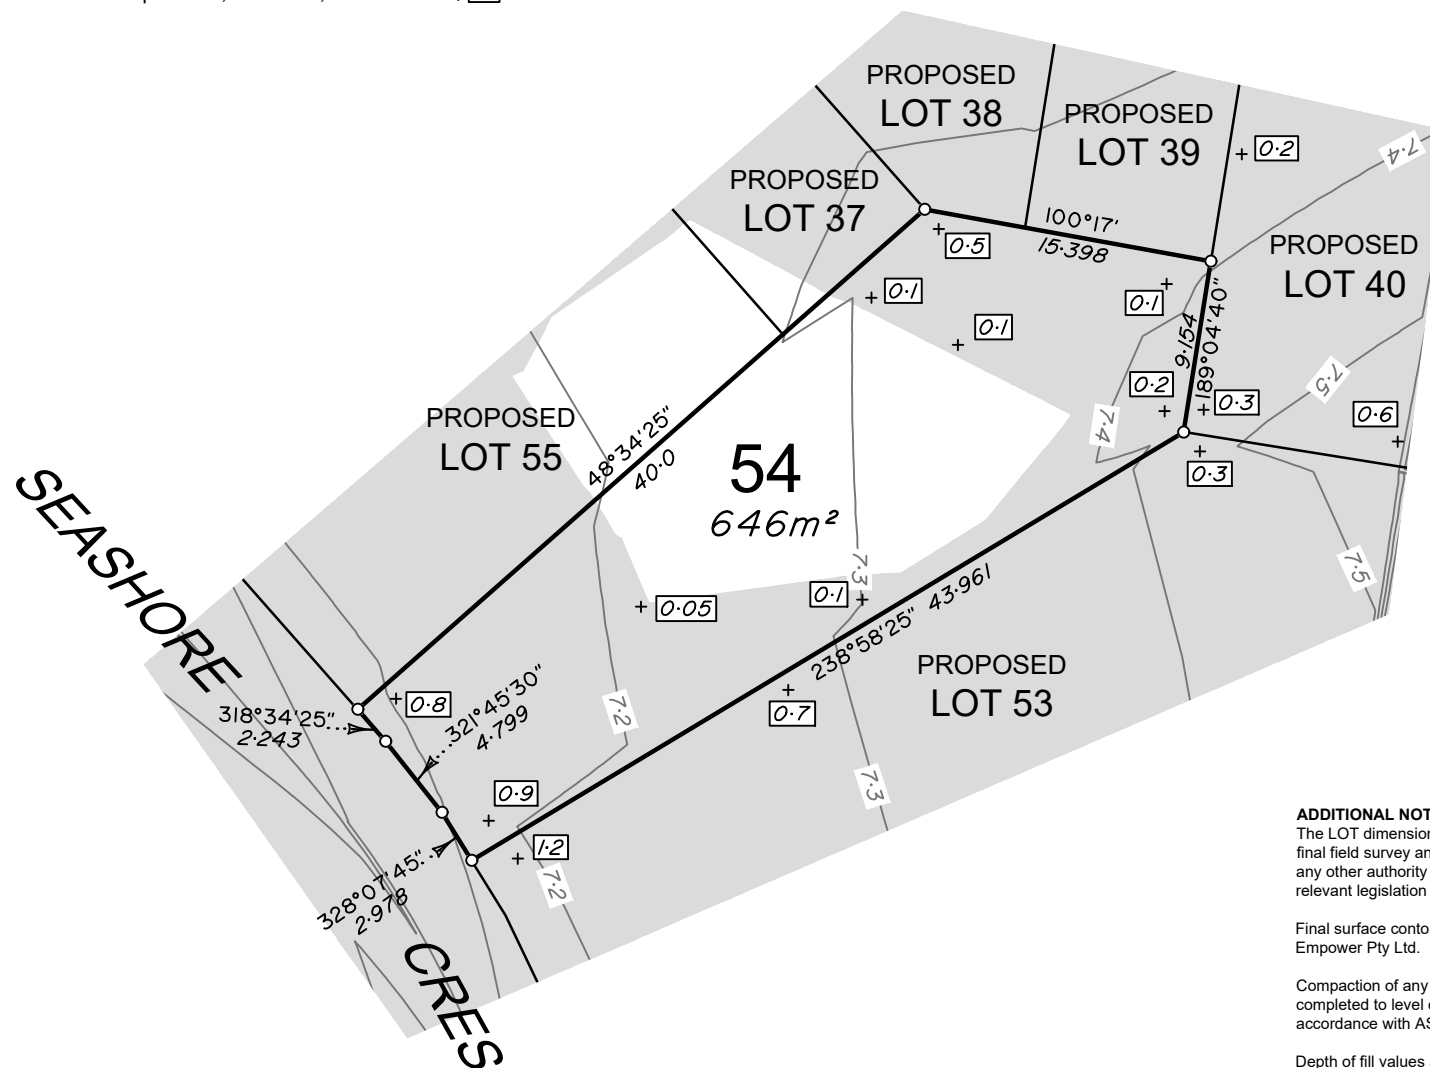 PROPOSED
LOT 38
PROPOSED
LOT 39
0·2
7·4
PROPOSED
LOT 37
100°17'
15·398
0·5
PROPOSED
LOT 40
0·1
0·1
0·1
9·154
189°04'40"
7·5
0·2
0·3
0·6
7·4
0·3
PROPOSED
LOT 55
48°34'25"
40·0
54
646m²
SEASHORE
7·3
7·5
0·1
0·05
238°58'25" 43·961
PROPOSED
LOT 53
0·8
321°45'30"
4·799
318°34'25"
2·243
7·2
0·7
7·3
0·9
1·2
7·2
328°07'45"
2·978
CRES
ADDITIONAL NOT
The LOT dimension
final field survey an
any other authority
relevant legislation
Final surface conto
Empower Pty Ltd.
Compaction of any
completed to level
accordance with AS
Depth of fill values